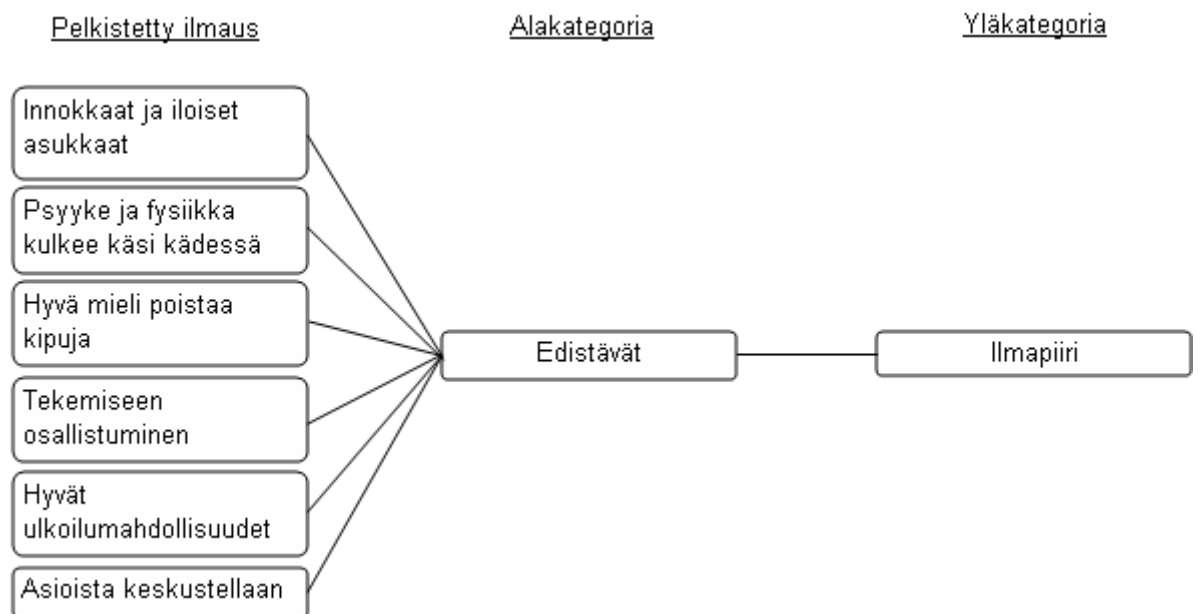 Pelkistetty ilmaus
Alakategoria
Yläkategoria
Innokkaat ja iloiset
asukkaat
Psyyke ja fysiikka
kulkee käsi kädessä
Hyvä mieli poistaa
kipuja
Tekemiseen
osallistuminen
Hyvät
ulkoilumahdollisuudet
Asioista keskustellaan
Edistävät
Ilmapiiri